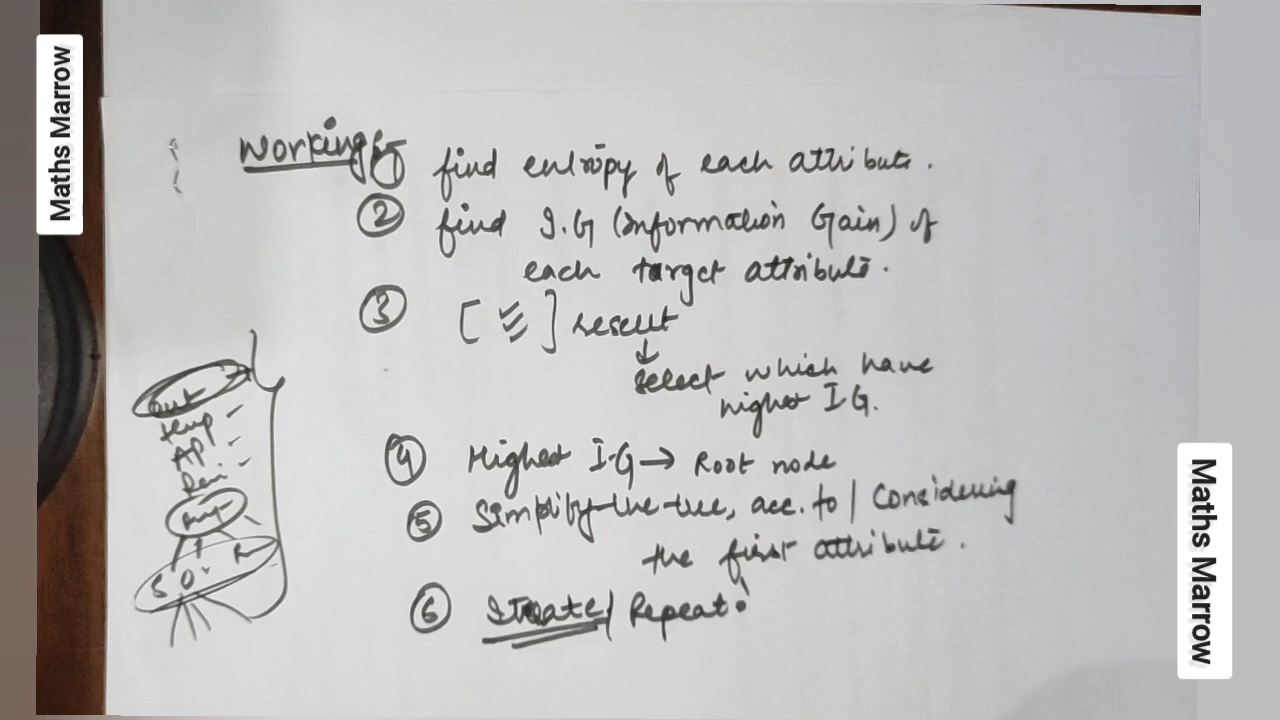 Maths Marrow
Working :-
① find entropy of each attribute.
② find I.G (Information Gain) of
each target attribute.
③ [ ] result
↓
select which have
highest I G.
④ Highest I.G → Root node
⑤ Simplify the tree, acc. to / Considering
the first attribute.
⑥ Iterate / Repeat.
out
temp
S O R
Maths Marrow